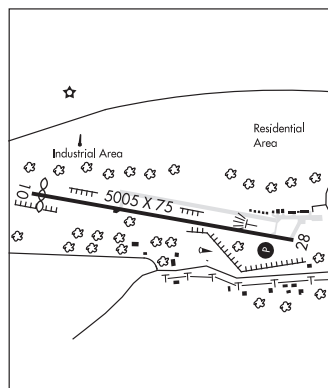 Residential
Area
Industrial Area
10
5005 X 75
28
P